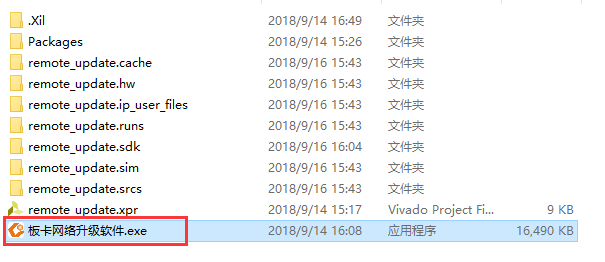 .Xil 2018/9/14 16:49 文件夹
Packages 2018/9/14 15:26 文件夹
remote_update.cache 2018/9/16 15:43 文件夹
remote_update.hw 2018/9/16 15:43 文件夹
remote_update.ip_user_files 2018/9/16 15:43 文件夹
remote_update.runs 2018/9/16 15:43 文件夹
remote_update.sdk 2018/9/16 16:04 文件夹
remote_update.sim 2018/9/16 15:43 文件夹
remote_update.srcs 2018/9/16 15:43 文件夹
remote_update.xpr 2018/9/14 15:17 Vivado Project Fi... 9 KB
板卡网络升级软件.exe 2018/9/14 16:08 应用程序 16,490 KB